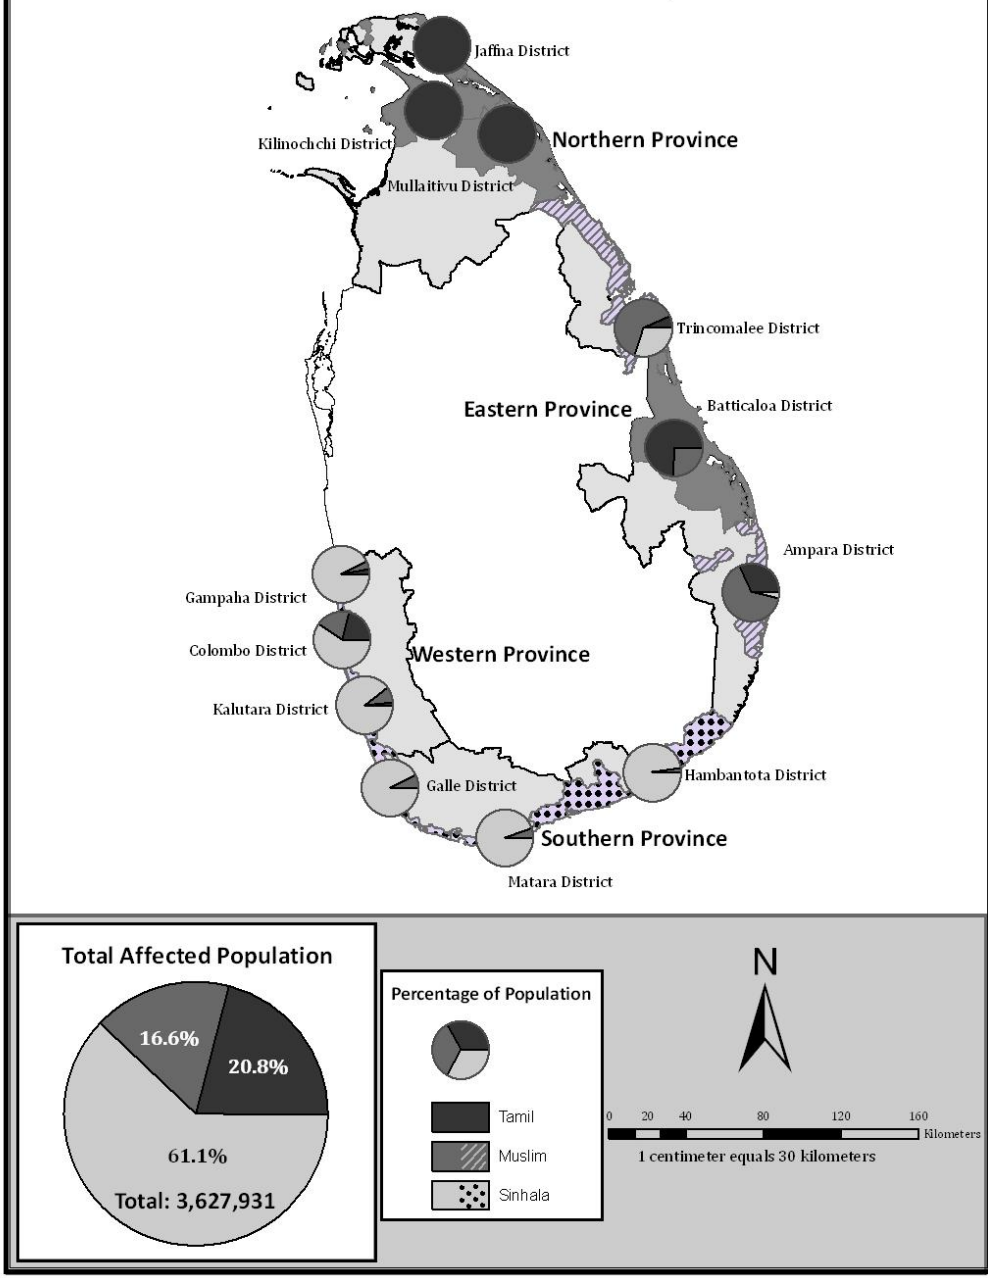 Jaffna District
Kilinochchi District
Northern Province
Mullaitivu District
Trincomalee District
Eastern Province
Batticaloa District
Ampara District
Gampaha District
Colombo District
Western Province
Kalutara District
Galle District
Hambantota District
Southern Province
Matara District
Total Affected Population
16.6%
20.8%
61.1%
Total: 3,627,931
Percentage of Population
Tamil
Muslim
Sinhala
N
0 20 40 80 120 160
Kilometers
1 centimeter equals 30 kilometers